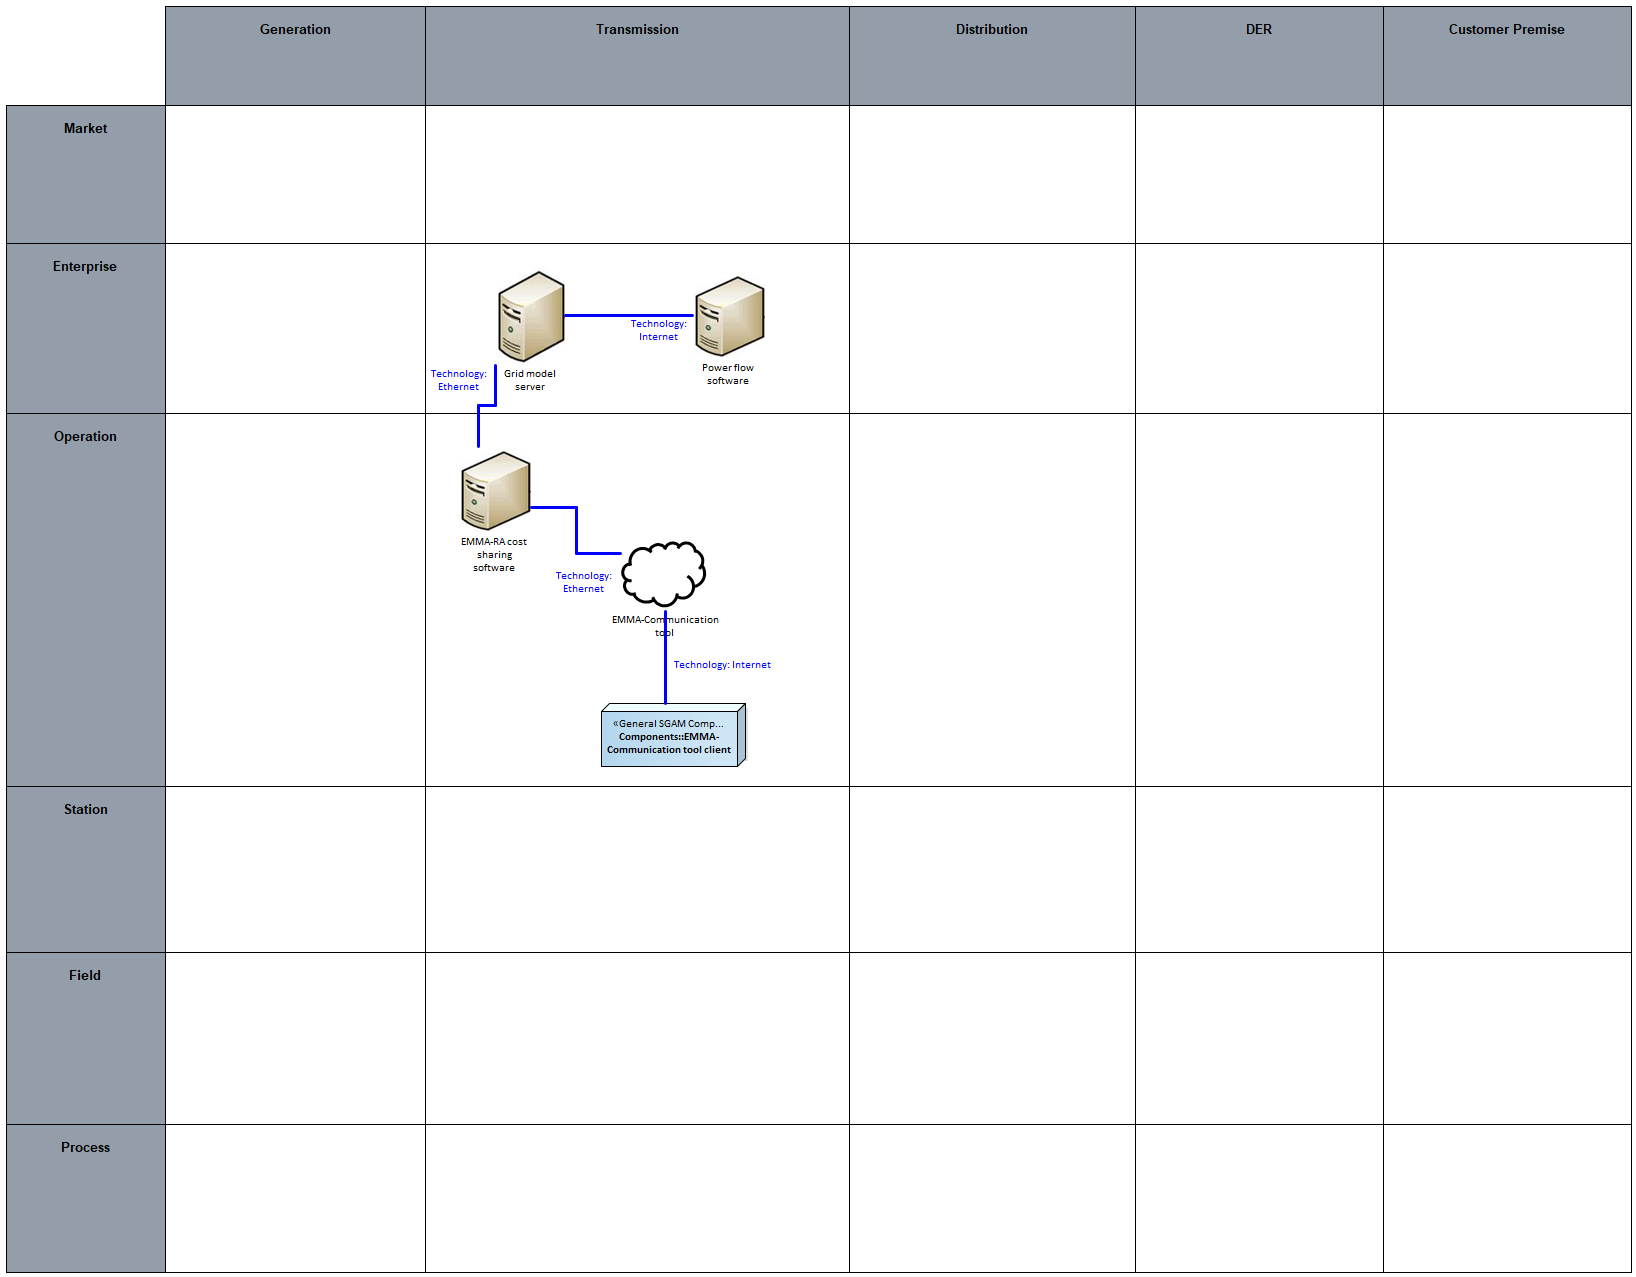 Generation
Transmission
Distribution
DER
Customer Premise
Market
Enterprise
Technology:
Internet
Power flow
software
Technology:
Ethernet
Grid model
server
Operation
EMMA-RA cost
sharing
software
Technology:
Ethernet
EMMA-Communication
tool
Technology: Internet
«General SGAM Comp...
Components::EMMA-
Communication tool client
Station
Field
Process